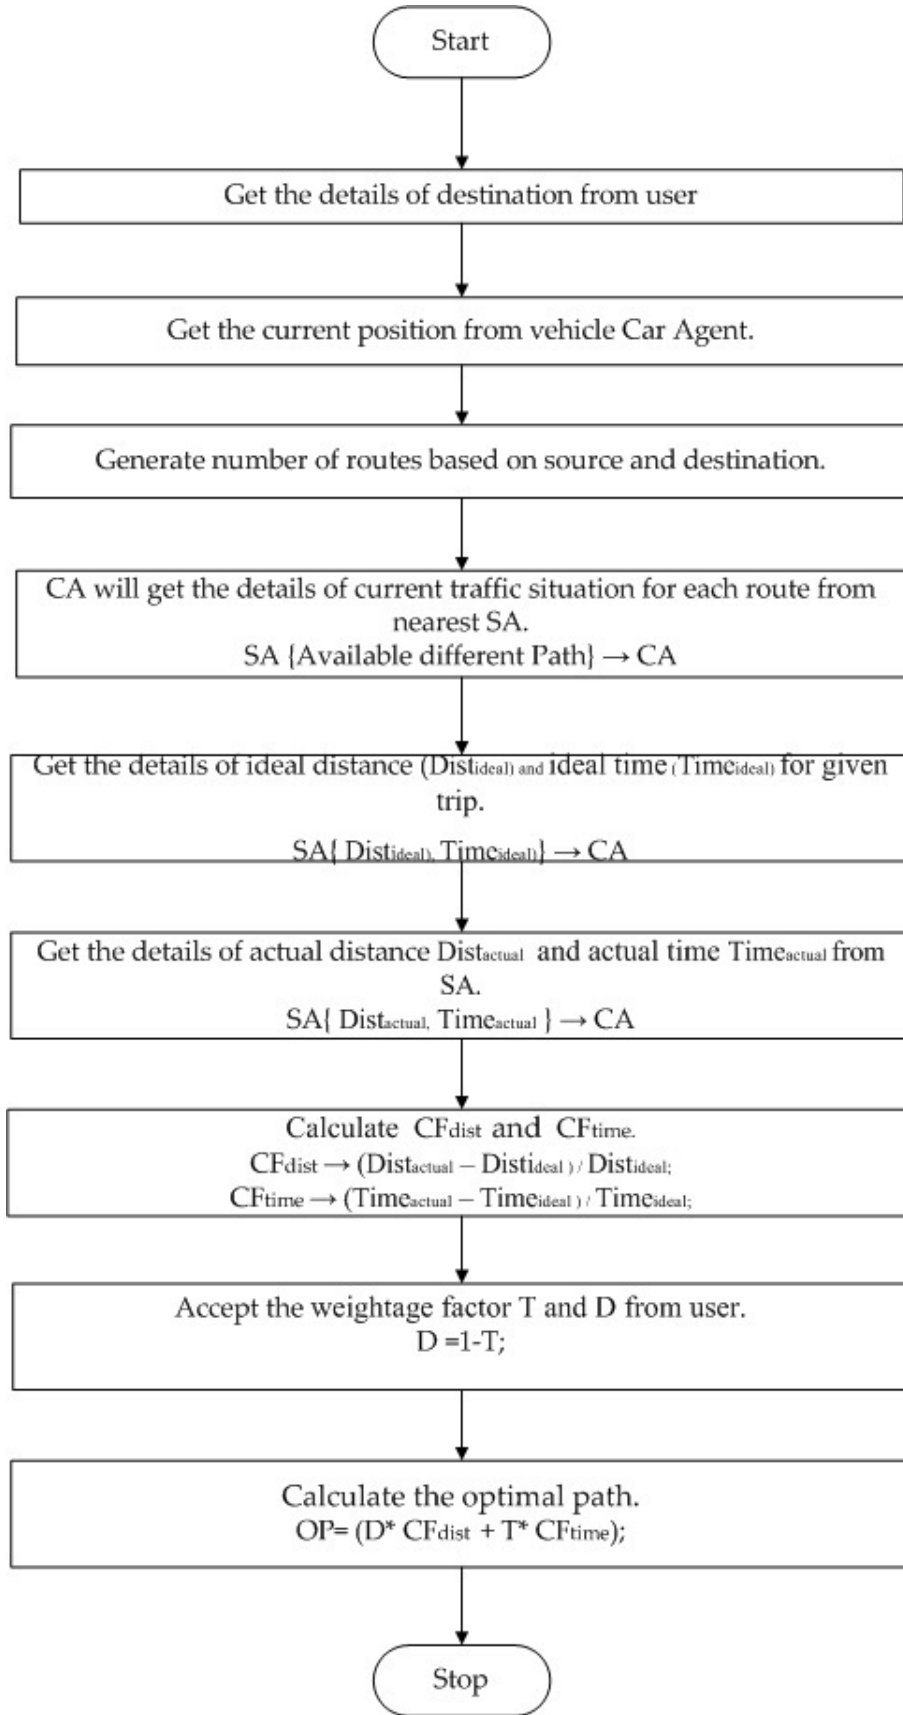 Start
Get the details of destination from user
Get the current position from vehicle Car Agent.
Generate number of routes based on source and destination.
CA will get the details of current traffic situation for each route from
nearest SA.
SA {Available different Path} → CA
Get the details of ideal distance (Distideal) and ideal time (Timeideal) for given
trip.
SA{ Distideal), Timeideal)} → CA
Get the details of actual distance Distactual and actual time Timeactual from
SA.
SA{ Distactual, Timeactual } → CA
Calculate CFdist and CFtime.
CFdist → (Distactual – Distideal ) / Distideal;
CFtime → (Timeactual – Timeideal ) / Timeideal;
Accept the weightage factor T and D from user.
D =1-T;
Calculate the optimal path.
OP= (D* CFdist + T* CFtime);
Stop